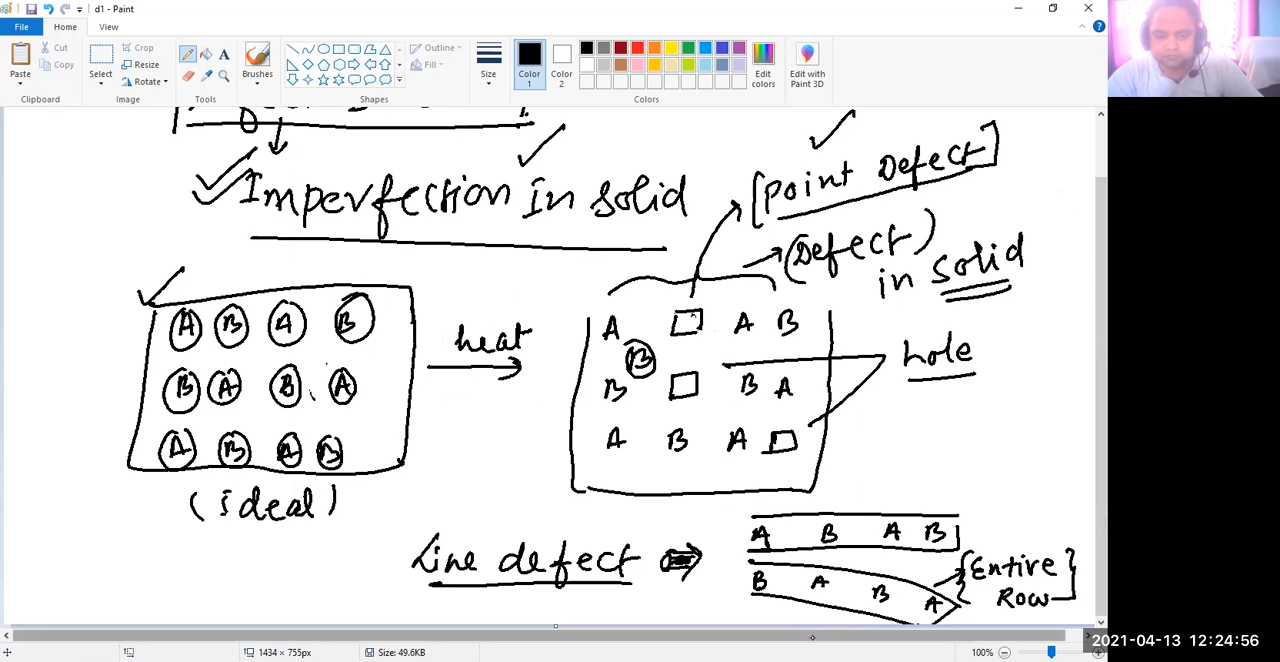 d1 - Paint
File Home View
Paste Cut Copy Clipboard
Select Crop Resize Rotate Image
Tools
Brushes
Shapes Outline Fill
Size
Color 1 Color 2 Colors
Edit colors
Edit with Paint 3D
Imperfection In solid
[Point Defect]
(Defect) in solid
A B A B
B A B A
A B A B
(ideal)
heat
A A B
B
B B A
A B A
hole
Line defect ⇒
A B A B
B A B A
{Entire Row}
1434 × 755px
Size: 49.6KB
100%
2021-04-13 12:24:56